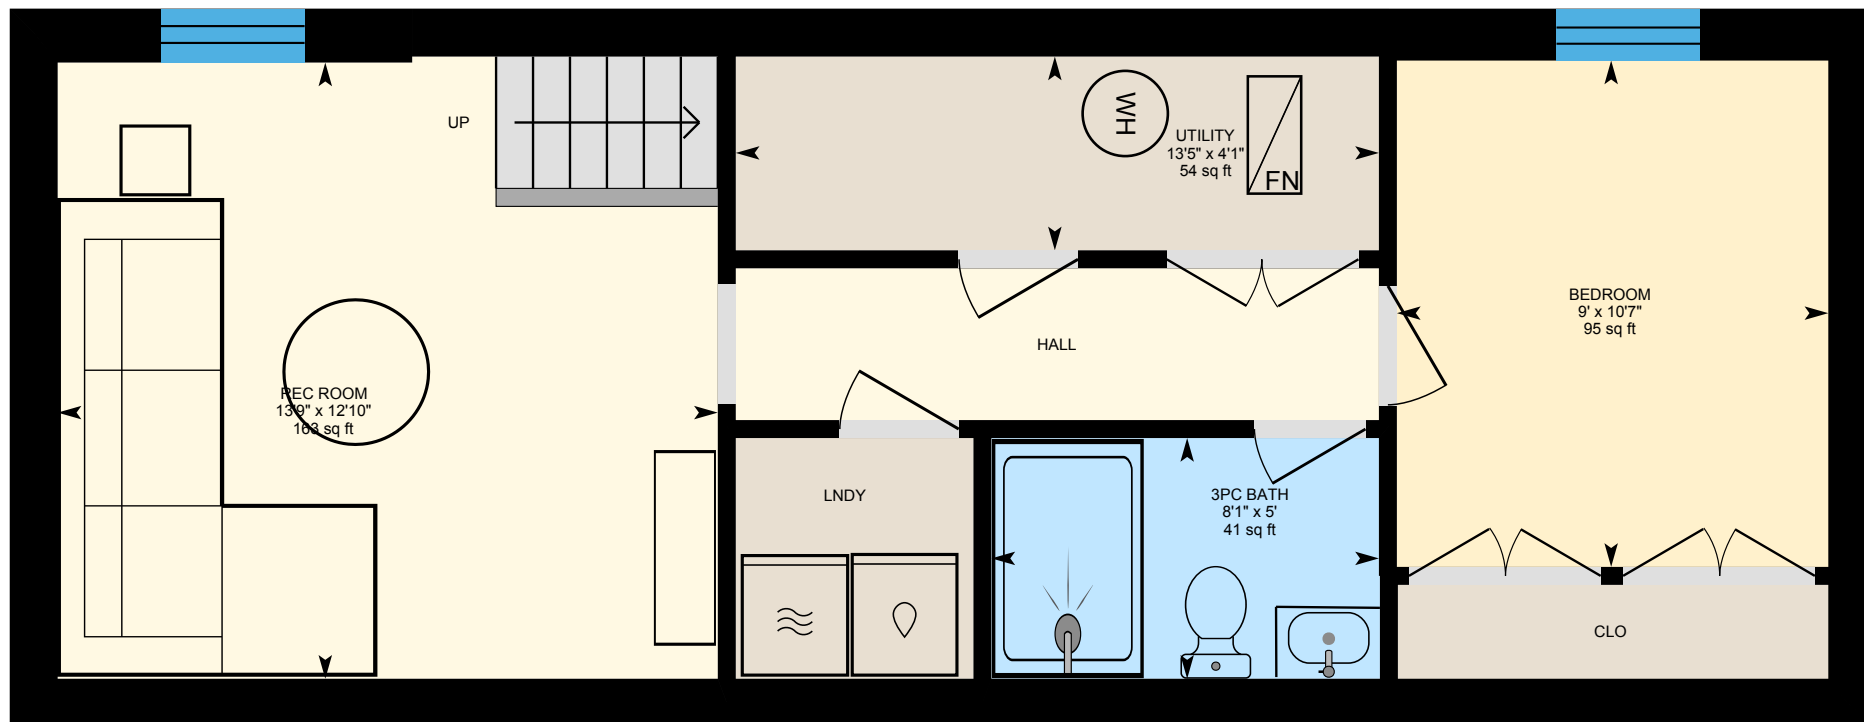 UP
WH
UTILITY
13'5" x 4'1"
54 sq ft
FN
BEDROOM
9' x 10'7"
95 sq ft
HALL
REC ROOM
13'9" x 12'10"
163 sq ft
LNDY
3PC BATH
8'1" x 5'
41 sq ft
CLO